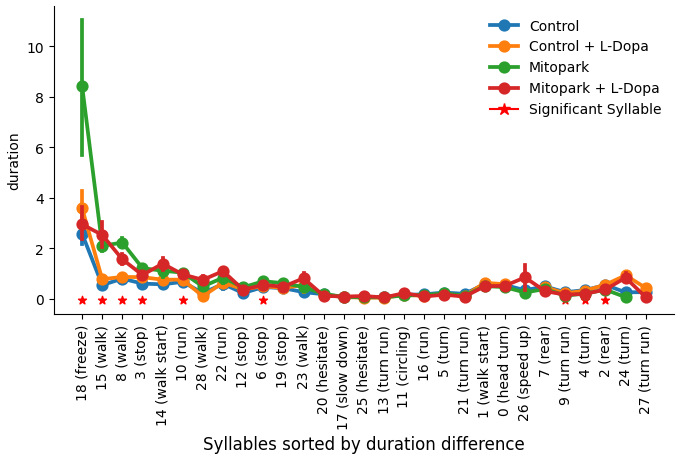 10
8
6
4
2
0
duration
Control
Control + L-Dopa
Mitopark
Mitopark + L-Dopa
Significant Syllable
18 (freeze)
15 (walk)
8 (walk)
3 (stop)
14 (walk start)
10 (run)
28 (walk)
22 (run)
12 (stop)
6 (stop)
19 (stop)
23 (walk)
20 (hesitate)
17 (slow down)
25 (hesitate)
13 (turn run)
11 (circling)
16 (run)
5 (turn)
21 (turn run)
1 (walk start)
0 (head turn)
26 (speed up)
7 (rear)
9 (turn run)
4 (turn)
2 (rear)
24 (turn)
27 (turn run)
Syllables sorted by duration difference